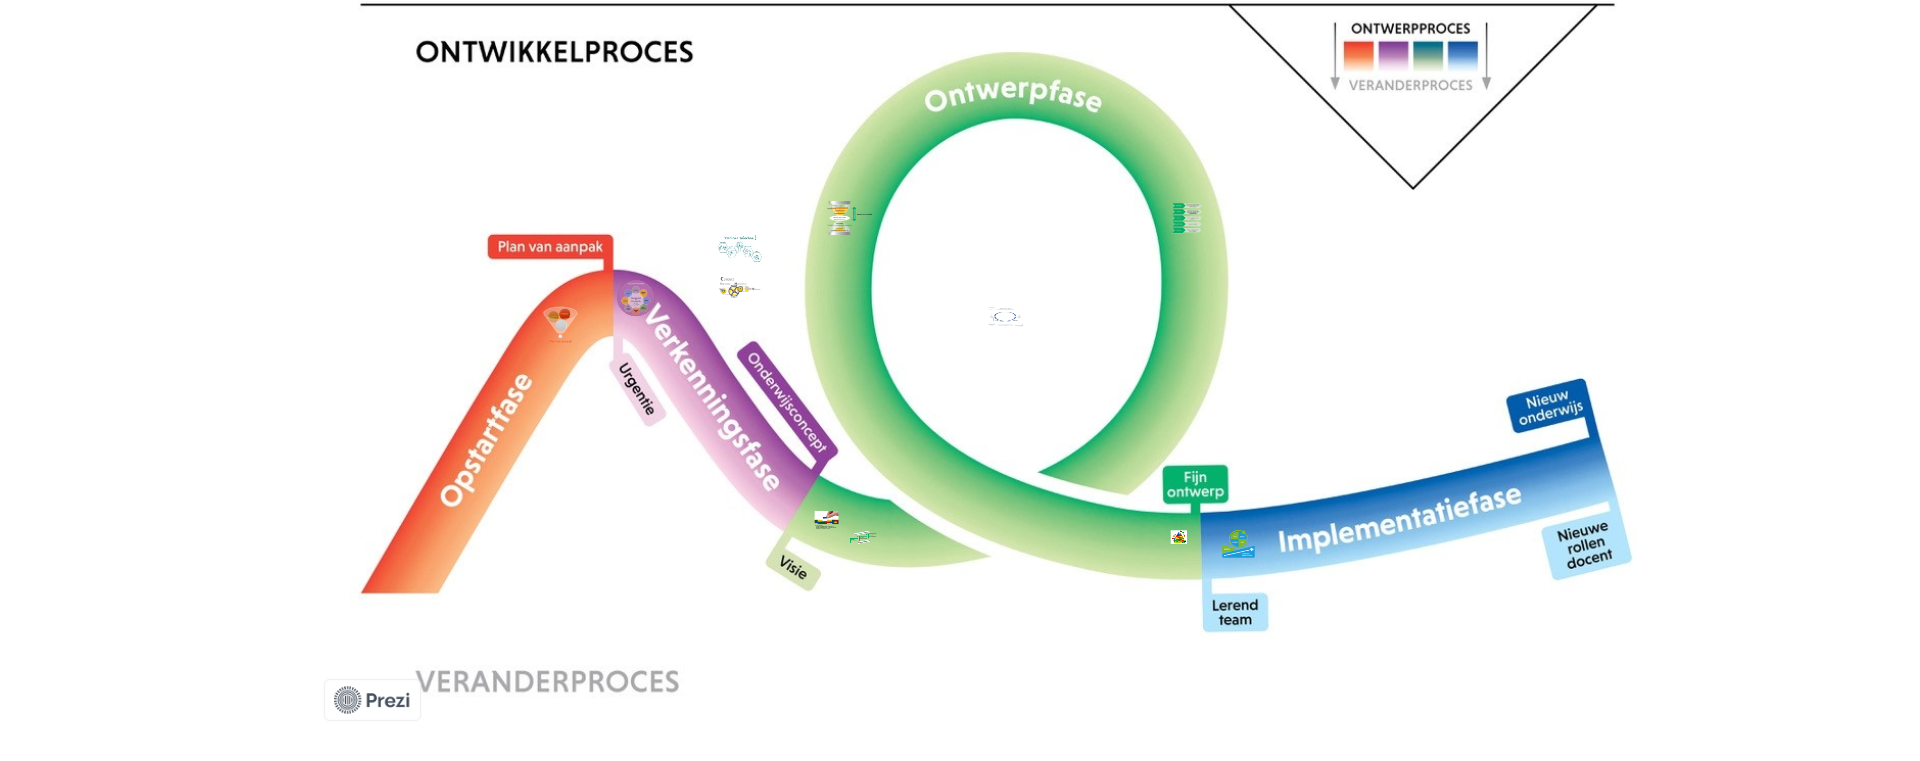 ONTWIKKELPROCES
ONTWERPPROCES
VERANDERPROCES
Ontwerpfase
Plan van aanpak
Opstartfase
Urgentie
Verkenningsfase
Onderwijsconcept
Visie
Fijn
ontwerp
Lerend
team
Implementatiefase
Nieuw
onderwijs
Nieuwe
rollen
docent
VERANDERPROCES
Prezi